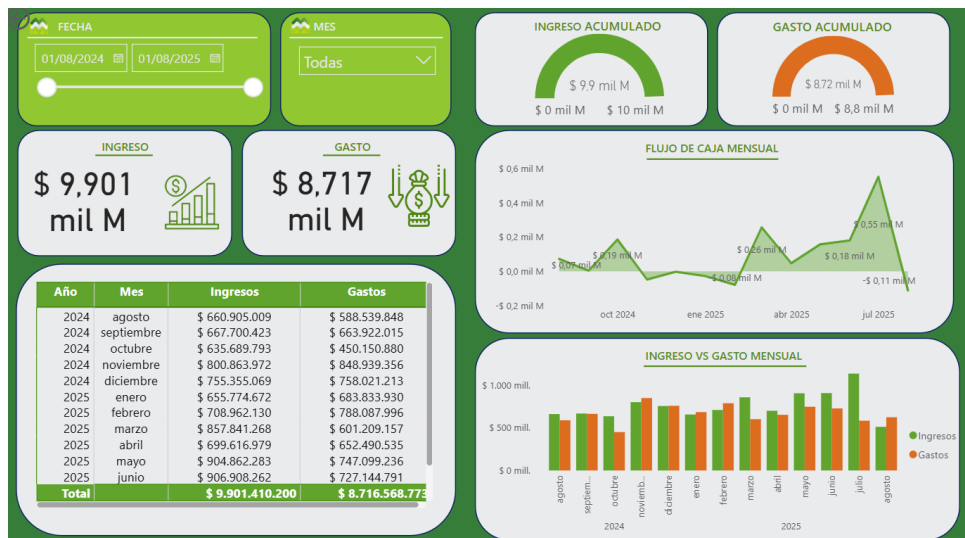 FECHA
01/08/2024 01/08/2025
MES
Todas
INGRESO ACUMULADO
$ 9,9 mil M
$ 0 mil M $ 10 mil M
GASTO ACUMULADO
$ 8,72 mil M
$ 0 mil M $ 8,8 mil M
INGRESO
$ 9,901
mil M
GASTO
$ 8,717
mil M
FLUJO DE CAJA MENSUAL
$ 0,6 mil M
$ 0,4 mil M
$ 0,2 mil M
$ 0,0 mil M
-$ 0,2 mil M
$ 0,07 mil M
$ 0,19 mil M
-$ 0,08 mil M
$ 0,26 mil M
$ 0,18 mil M
$ 0,55 mil M
-$ 0,11 mil M
oct 2024 ene 2025 abr 2025 jul 2025
Año Mes Ingresos Gastos
2024 agosto $ 660.905.009 $ 588.539.848
2024 septiembre $ 667.700.423 $ 663.922.015
2024 octubre $ 635.689.793 $ 450.150.880
2024 noviembre $ 800.863.972 $ 848.939.356
2024 diciembre $ 755.355.069 $ 758.021.213
2025 enero $ 655.774.672 $ 683.833.930
2025 febrero $ 708.962.130 $ 788.087.996
2025 marzo $ 857.841.268 $ 601.209.157
2025 abril $ 699.616.979 $ 652.490.535
2025 mayo $ 904.862.283 $ 747.099.236
2025 junio $ 906.908.262 $ 727.144.791
Total $ 9.901.410.200 $ 8.716.568.773
INGRESO VS GASTO MENSUAL
$ 1.000 mill.
$ 500 mill.
$ 0 mill.
agosto septiem... octubre noviemb... diciembre enero febrero marzo abril mayo junio julio agosto
2024 2025
Ingresos
Gastos